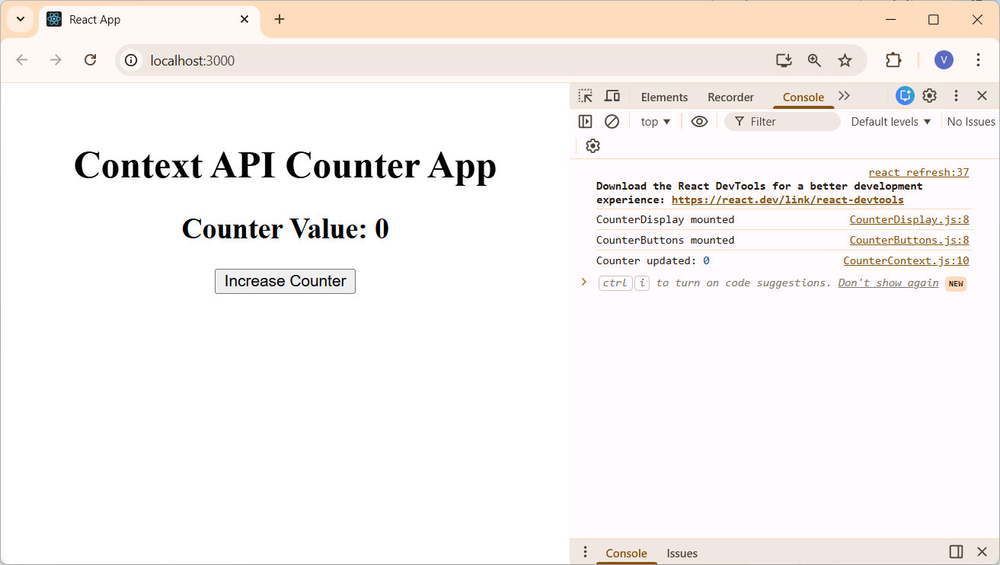 React App
localhost:3000
V
Context API Counter App
Counter Value: 0
Increase Counter
Elements Recorder Console
top Filter Default levels No Issues
react refresh:37
Download the React DevTools for a better development
experience: https://react.dev/link/react-devtools
CounterDisplay mounted CounterDisplay.js:8
CounterButtons mounted CounterButtons.js:8
Counter updated: 0 CounterContext.js:10
ctrl i to turn on code suggestions. Don't show again NEW
Console Issues